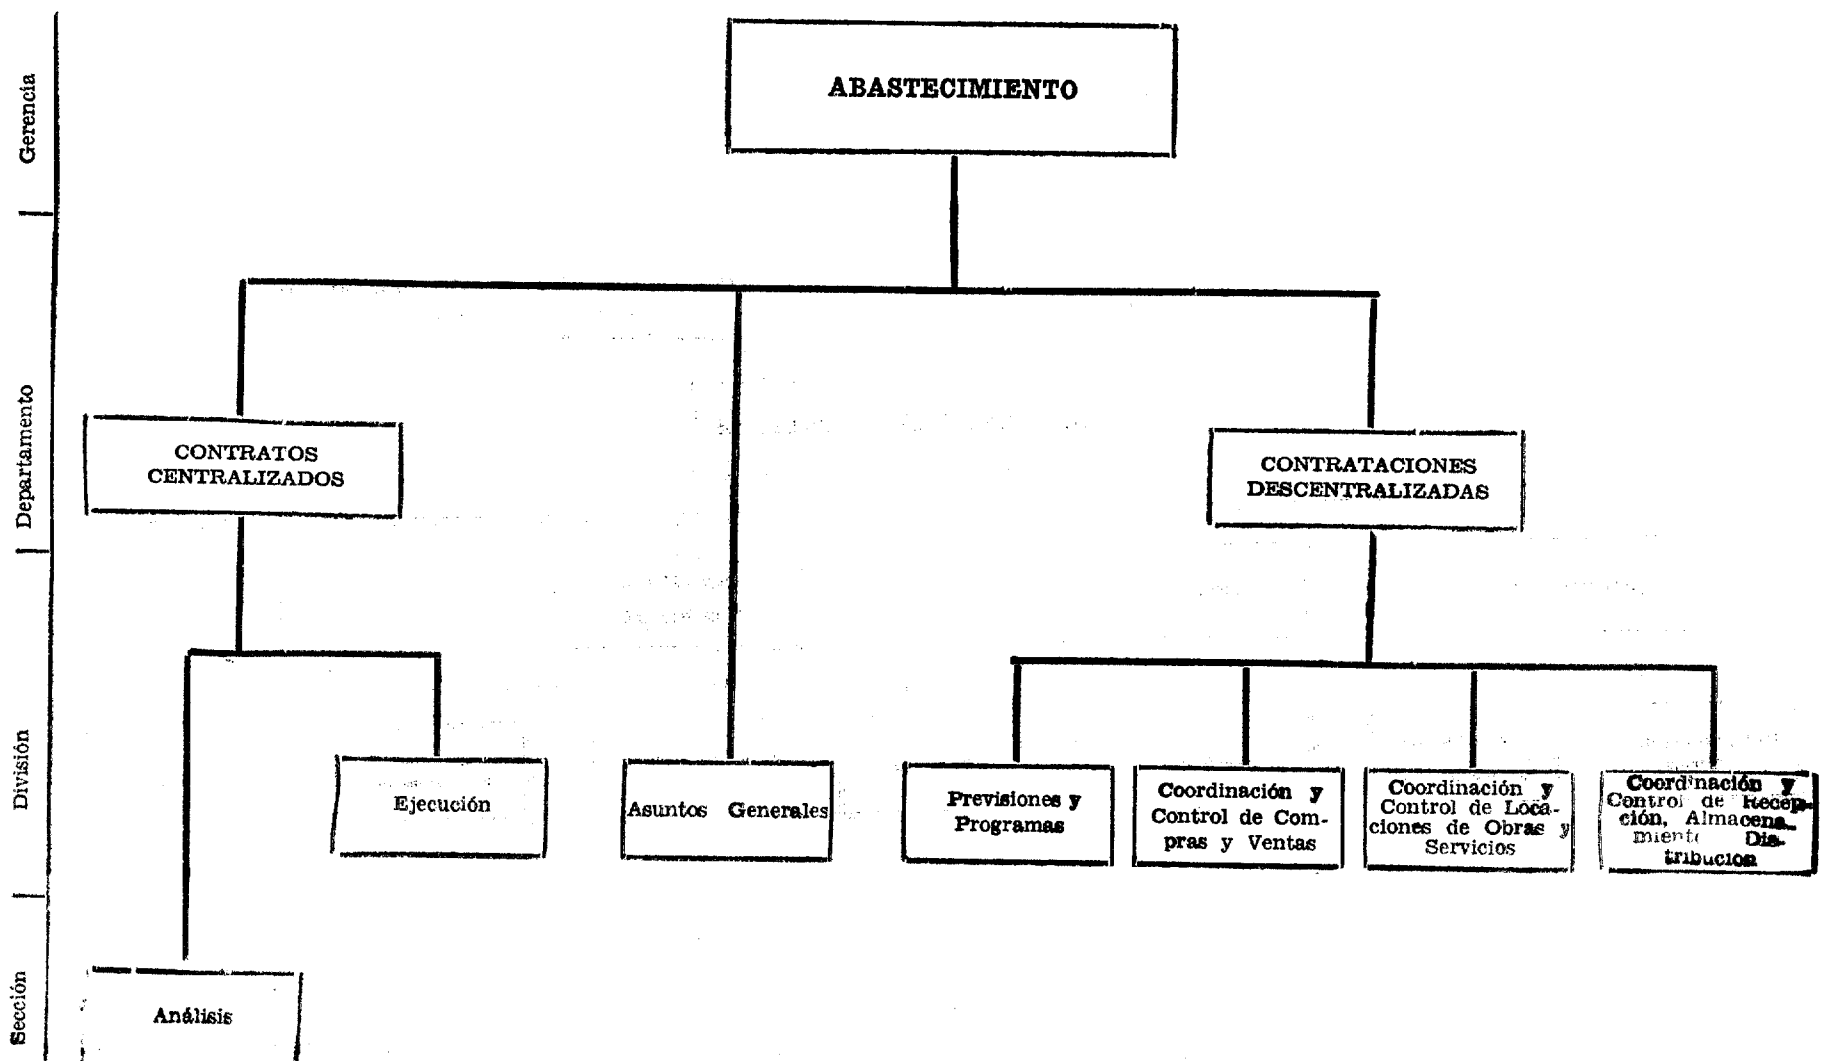 Gerencia
ABASTECIMIENTO
Departamento
CONTRATOS
CENTRALIZADOS
CONTRATACIONES
DESCENTRALIZADAS
División
Ejecución
Asuntos Generales
Previsiones y
Programas
Coordinación y
Control de Com-
pras y Ventas
Coordinación y
Control de Loca-
ciones de Obras y
Servicios
Coordinación y
Control de Recep-
ción, Almacena-
miento Dis-
tribución
Sección
Análisis